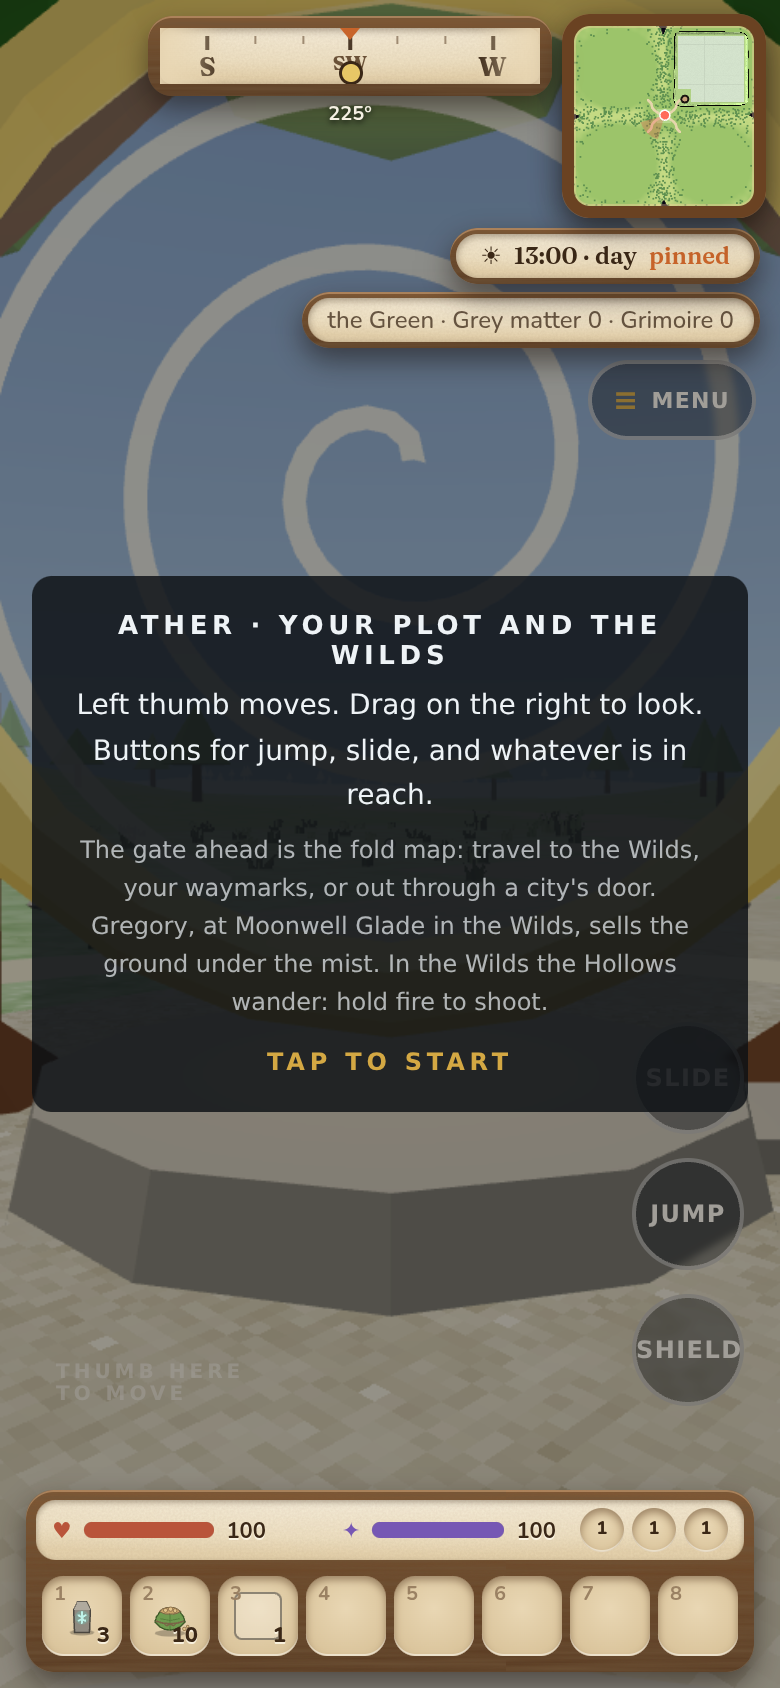 S SW W
225°
13:00 · day pinned
the Green · Grey matter 0 · Grimoire 0
MENU
ATHER · YOUR PLOT AND THE
WILDS
Left thumb moves. Drag on the right to look.
Buttons for jump, slide, and whatever is in
reach.
The gate ahead is the fold map: travel to the Wilds,
your waymarks, or out through a city's door.
Gregory, at Moonwell Glade in the Wilds, sells the
ground under the mist. In the Wilds the Hollows
wander: hold fire to shoot.
TAP TO START
SLIDE
JUMP
SHIELD
THUMB HERE
TO MOVE
100 100 1 1 1
1 2 3 4 5 6 7 8
3 10 1